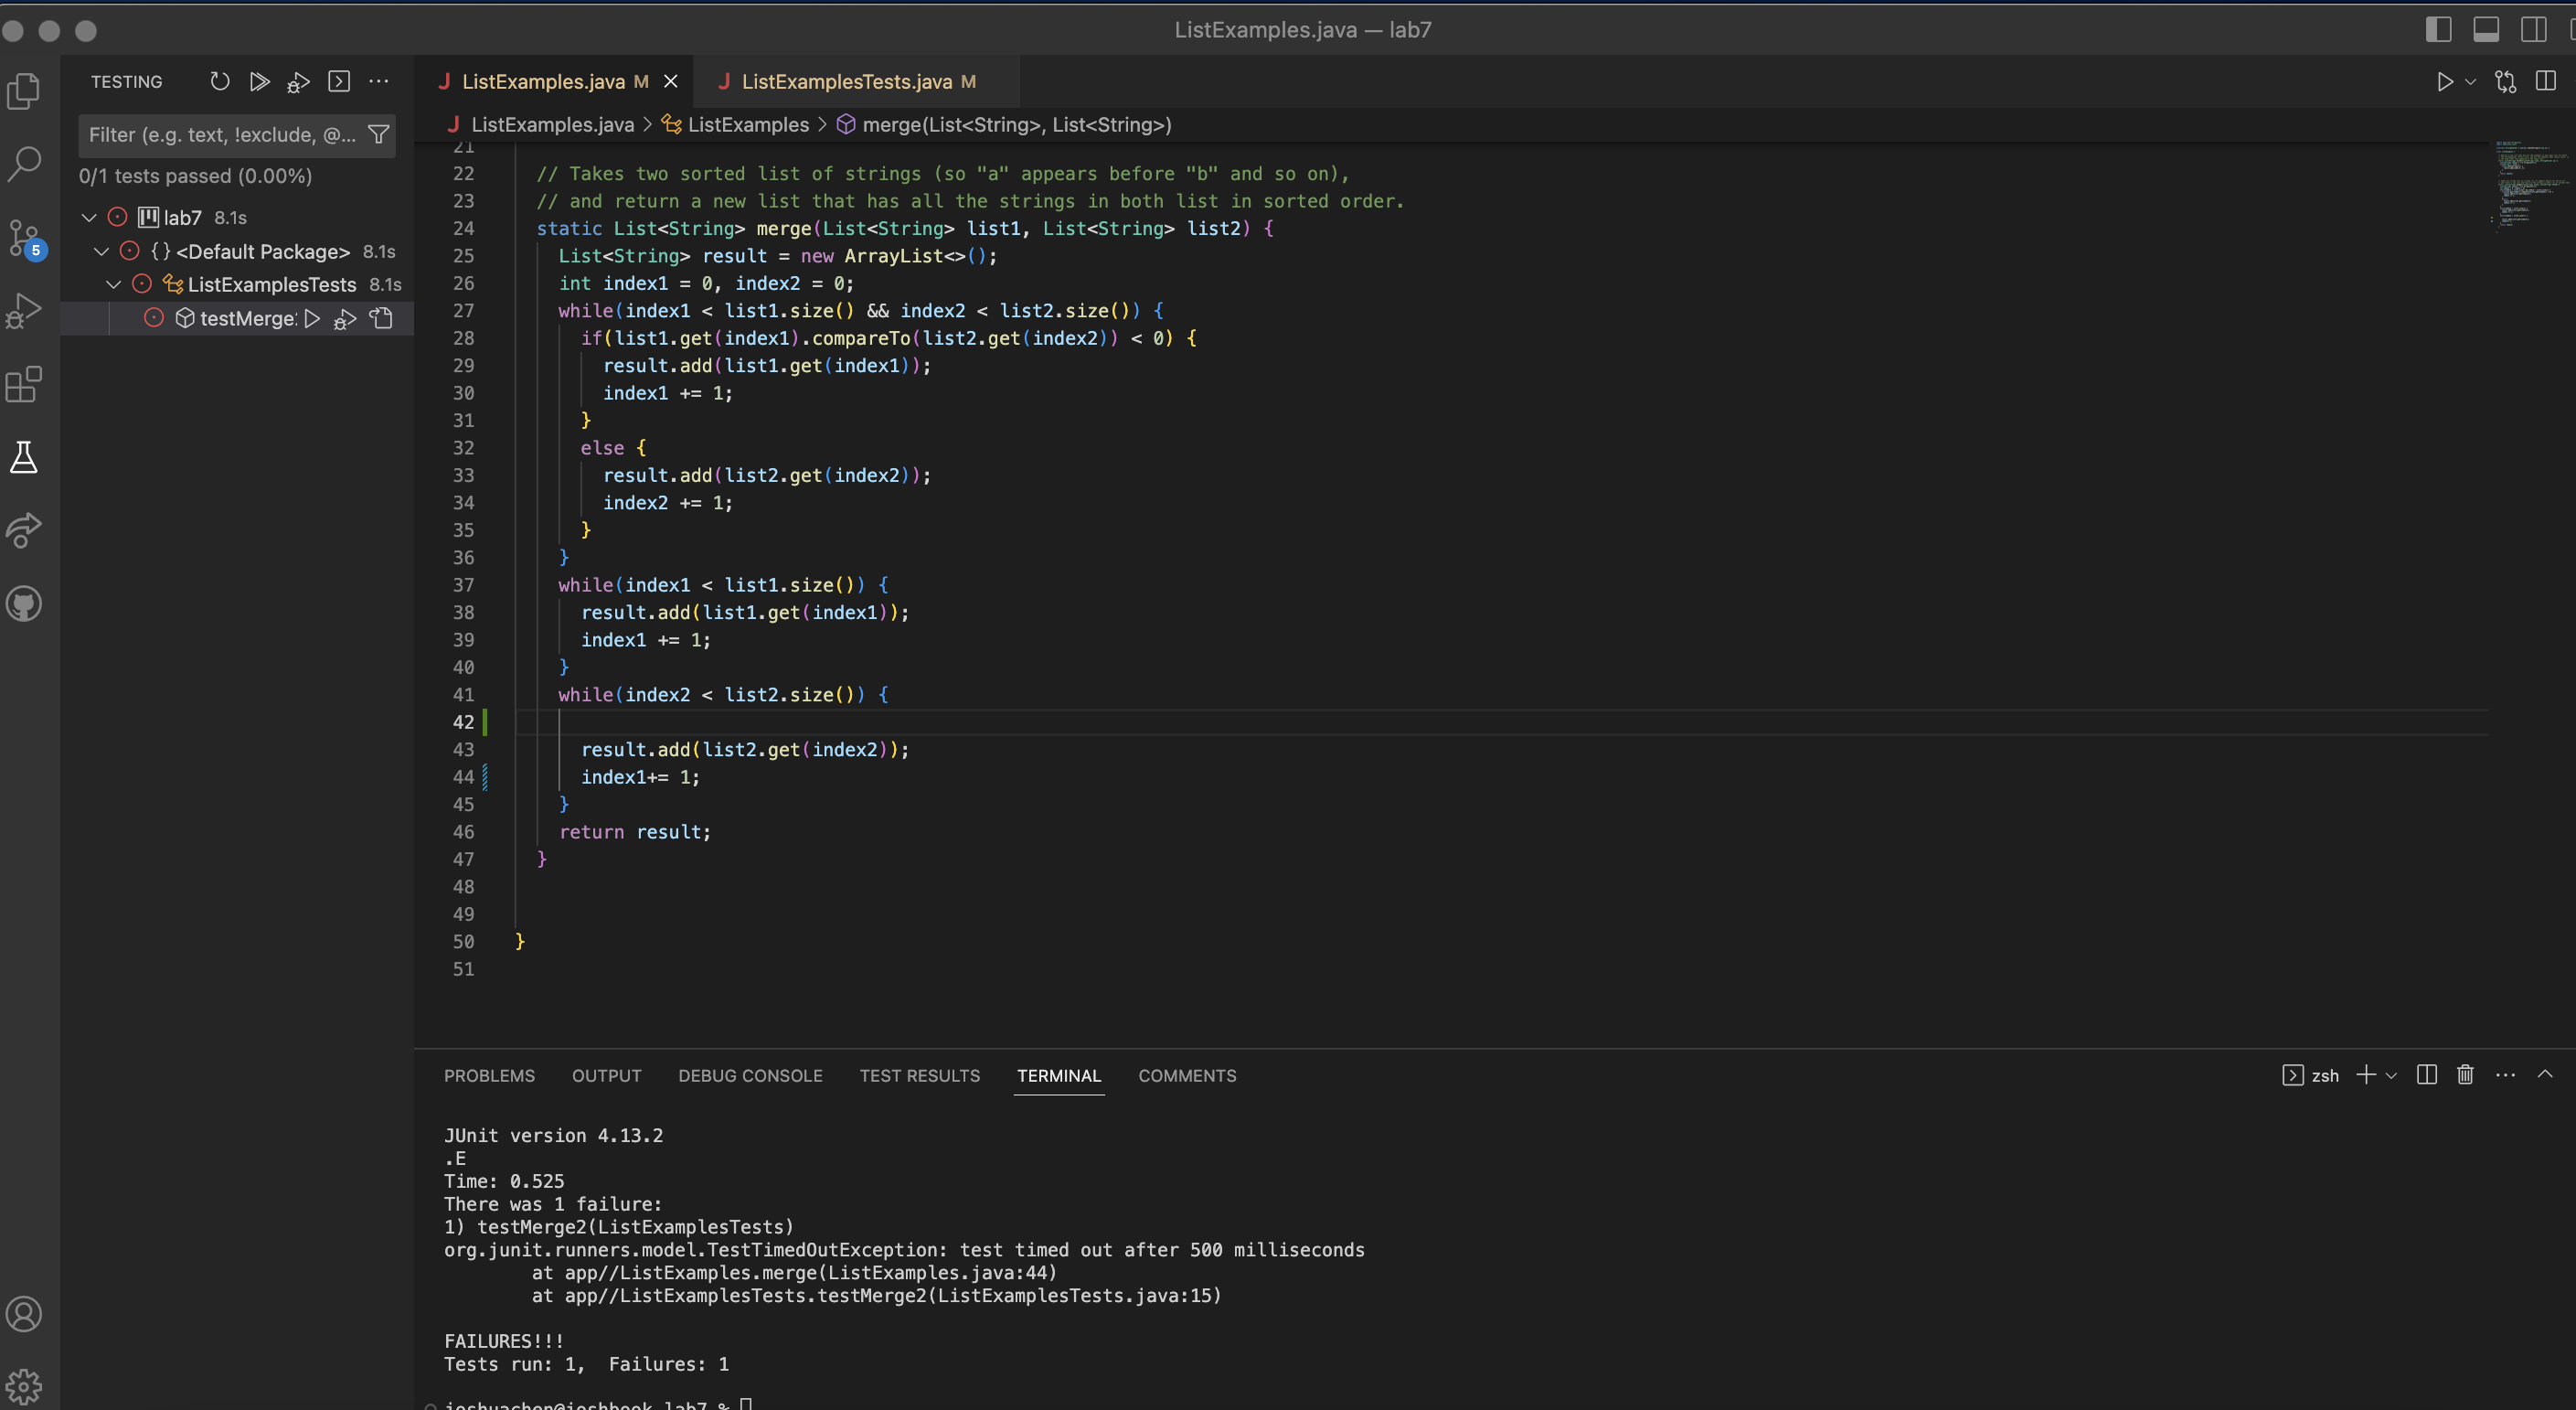 ListExamples.java — lab7
TESTING
Filter (e.g. text, !exclude, @...
0/1 tests passed (0.00%)
lab7 8.1s
{} <Default Package> 8.1s
ListExamplesTests 8.1s
testMerge
5
J ListExamples.java M
J ListExamplesTests.java M
J ListExamples.java > ListExamples > merge(List<String>, List<String>)
21
22 // Takes two sorted list of strings (so "a" appears before "b" and so on),
23 // and return a new list that has all the strings in both list in sorted order.
24 static List<String> merge(List<String> list1, List<String> list2) {
25 List<String> result = new ArrayList<>();
26 int index1 = 0, index2 = 0;
27 while(index1 < list1.size() && index2 < list2.size()) {
28 if(list1.get(index1).compareTo(list2.get(index2)) < 0) {
29 result.add(list1.get(index1));
30 index1 += 1;
31 }
32 else {
33 result.add(list2.get(index2));
34 index2 += 1;
35 }
36 }
37 while(index1 < list1.size()) {
38 result.add(list1.get(index1));
39 index1 += 1;
40 }
41 while(index2 < list2.size()) {
42
43 result.add(list2.get(index2));
44 index1+= 1;
45 }
46 return result;
47 }
48
49
50 }
51
PROBLEMS OUTPUT DEBUG CONSOLE TEST RESULTS TERMINAL COMMENTS
zsh
JUnit version 4.13.2
.E
Time: 0.525
There was 1 failure:
1) testMerge2(ListExamplesTests)
org.junit.runners.model.TestTimedOutException: test timed out after 500 milliseconds
at app//ListExamples.merge(ListExamples.java:44)
at app//ListExamplesTests.testMerge2(ListExamplesTests.java:15)
FAILURES!!!
Tests run: 1, Failures: 1
joshuachen@joshbook lab7 %